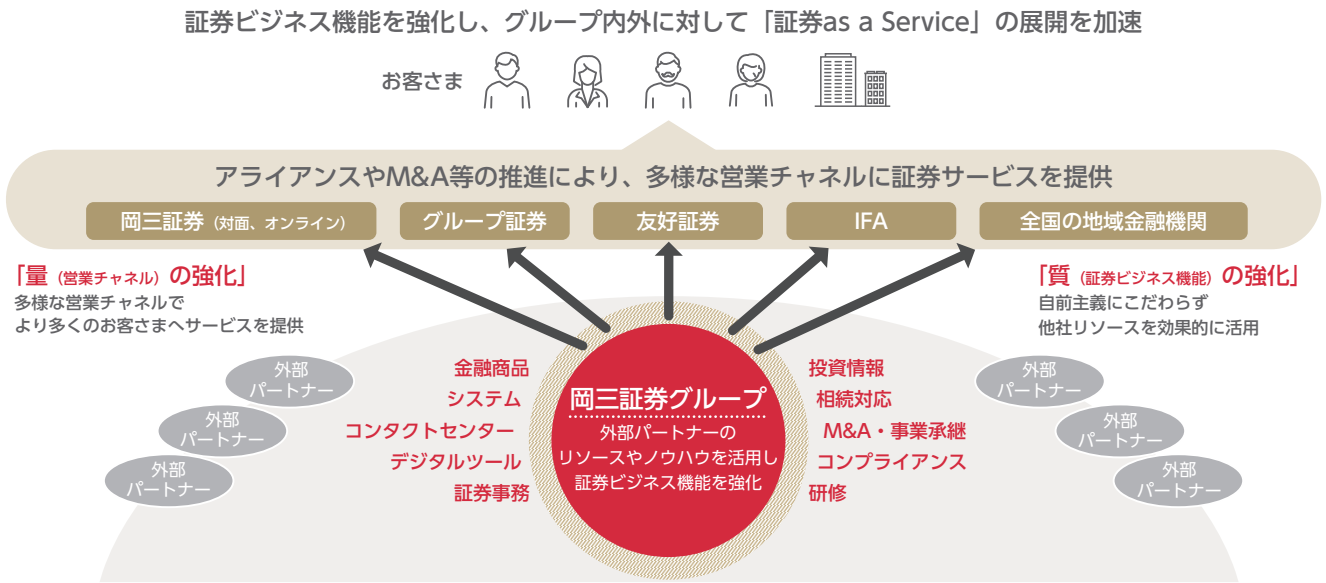 証券ビジネス機能を強化し、グループ内外に対して「証券as a Service」の展開を加速
お客さま
アライアンスやM&A等の推進により、多様な営業チャネルに証券サービスを提供
岡三証券（対面、オンライン）
グループ証券
友好証券
IFA
全国の地域金融機関
「量（営業チャネル）の強化」
多様な営業チャネルで
より多くのお客さまへサービスを提供
「質（証券ビジネス機能）の強化」
自前主義にこだわらず
他社リソースを効果的に活用
外部
パートナー
外部
パートナー
外部
パートナー
金融商品
システム
コンタクトセンター
デジタルツール
証券事務
岡三証券グループ
外部パートナーの
リソースやノウハウを活用し
証券ビジネス機能を強化
投資情報
相続対応
M&A・事業承継
コンプライアンス
研修
外部
パートナー
外部
パートナー
外部
パートナー